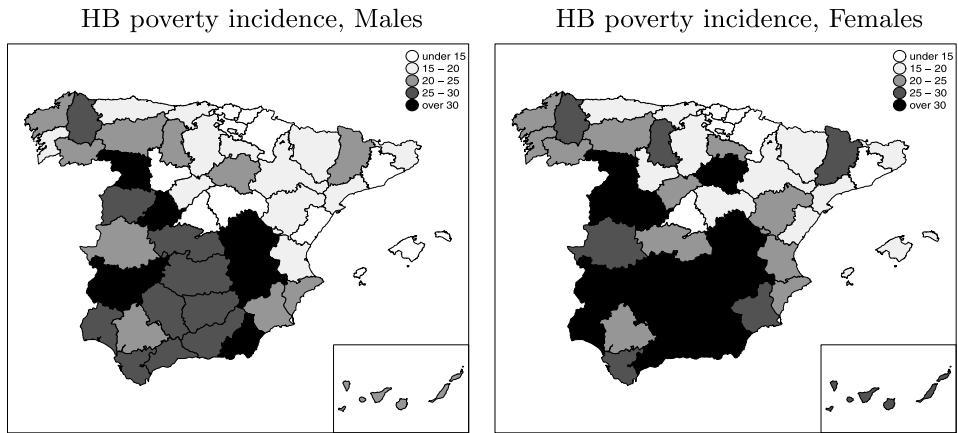 HB poverty incidence, Males
under 15
15 – 20
20 – 25
25 – 30
over 30
HB poverty incidence, Females
under 15
15 – 20
20 – 25
25 – 30
over 30